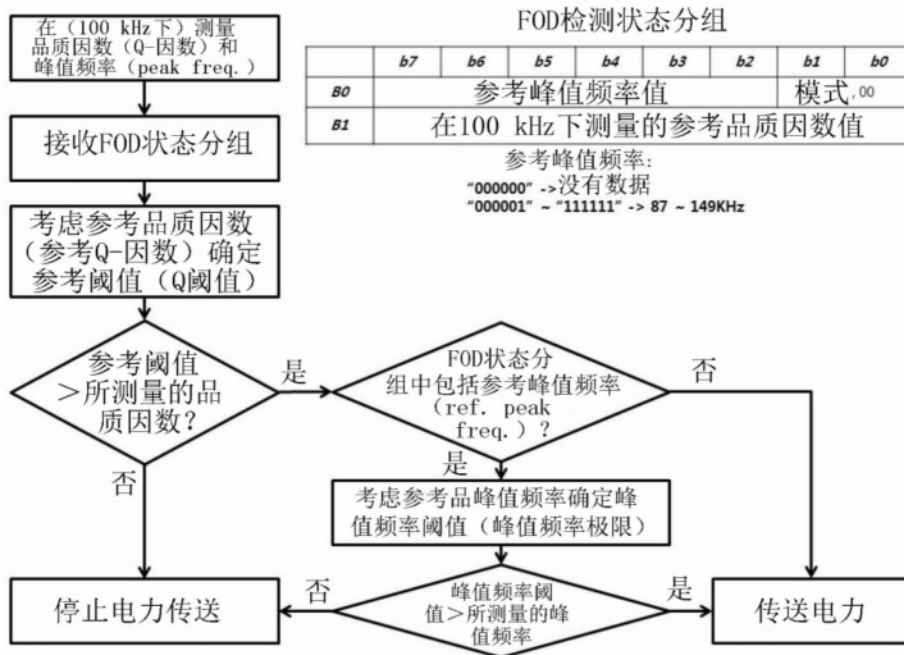 在（100 kHz下）测量
品质因数（Q-因数）和
峰值频率（peak freq.）
接收FOD状态分组
考虑参考品质因数
（参考Q-因数）确定
参考阈值（Q阈值）
参考阈值
＞所测量的品
质因数？
是
否
FOD检测状态分组
b7 b6 b5 b4 b3 b2 b1 b0
B0 参考峰值频率值 模式,00
B1 在100 kHz下测量的参考品质因数值
参考峰值频率:
"000000" ->没有数据
"000001" ~ "111111" -> 87 ~ 149KHz
FOD状态分
组中包括参考峰值频率
（ref. peak
freq.）？
否
是
考虑参考品峰值频率确定峰
值频率阈值（峰值频率极限）
峰值频率阈
值＞所测量的峰
值频率
否
是
停止电力传送
传送电力